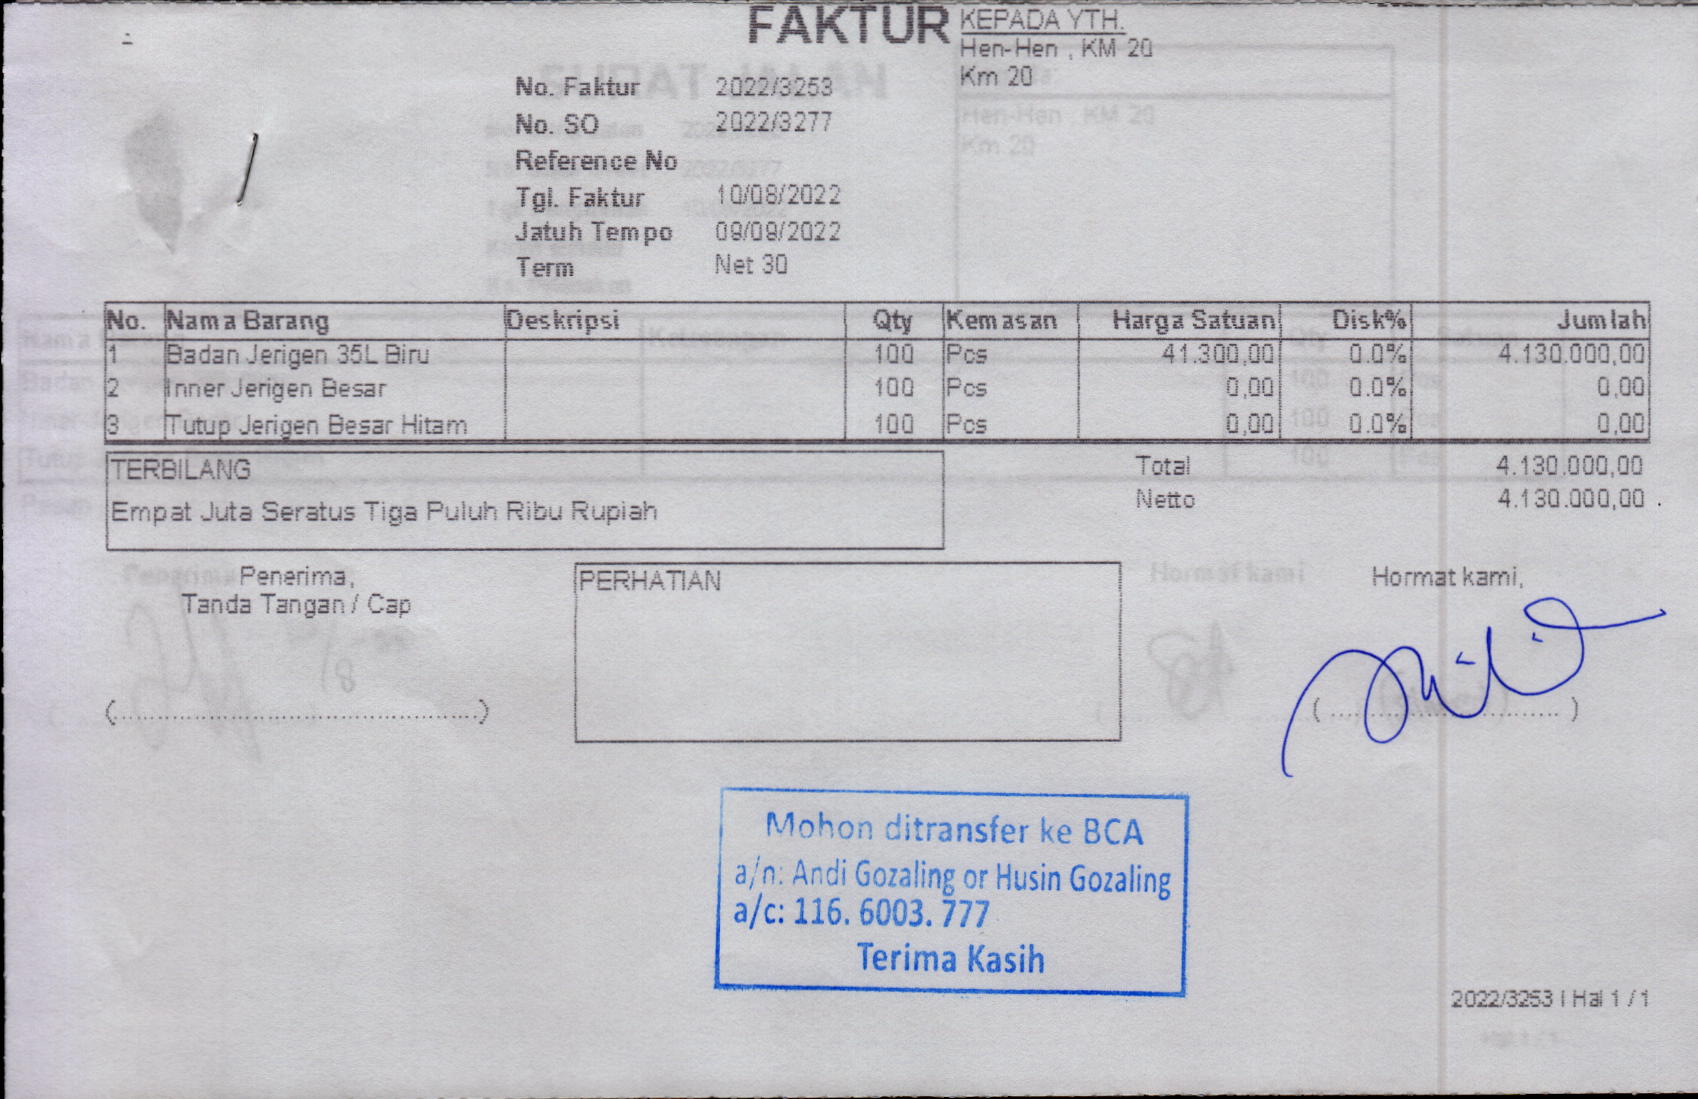 FAKTUR
KEPADA YTH.
Hen-Hen , KM 20
Km 20
No. Faktur 2022/3253
No. SO 2022/3277
Reference No
Tgl. Faktur 10/08/2022
Jatuh Tempo 09/09/2022
Term Net 30
No. Nama Barang Deskripsi Qty Kemasan Harga Satuan Disk% Jumlah
1 Badan Jerigen 35L Biru 100 Pcs 41.300,00 0.0% 4.130.000,00
2 Inner Jerigen Besar 100 Pcs 0,00 0.0% 0,00
3 Tutup Jerigen Besar Hitam 100 Pcs 0,00 0.0% 0,00
TERBILANG
Empat Juta Seratus Tiga Puluh Ribu Rupiah
Total 4.130.000,00
Netto 4.130.000,00
Penerima,
Tanda Tangan / Cap
(..................................................)
PERHATIAN
Hormat kami,
( ................................ )
Mohon ditransfer ke BCA
a/n: Andi Gozaling or Husin Gozaling
a/c: 116. 6003. 777
Terima Kasih
2022/3253 | Hal 1 / 1